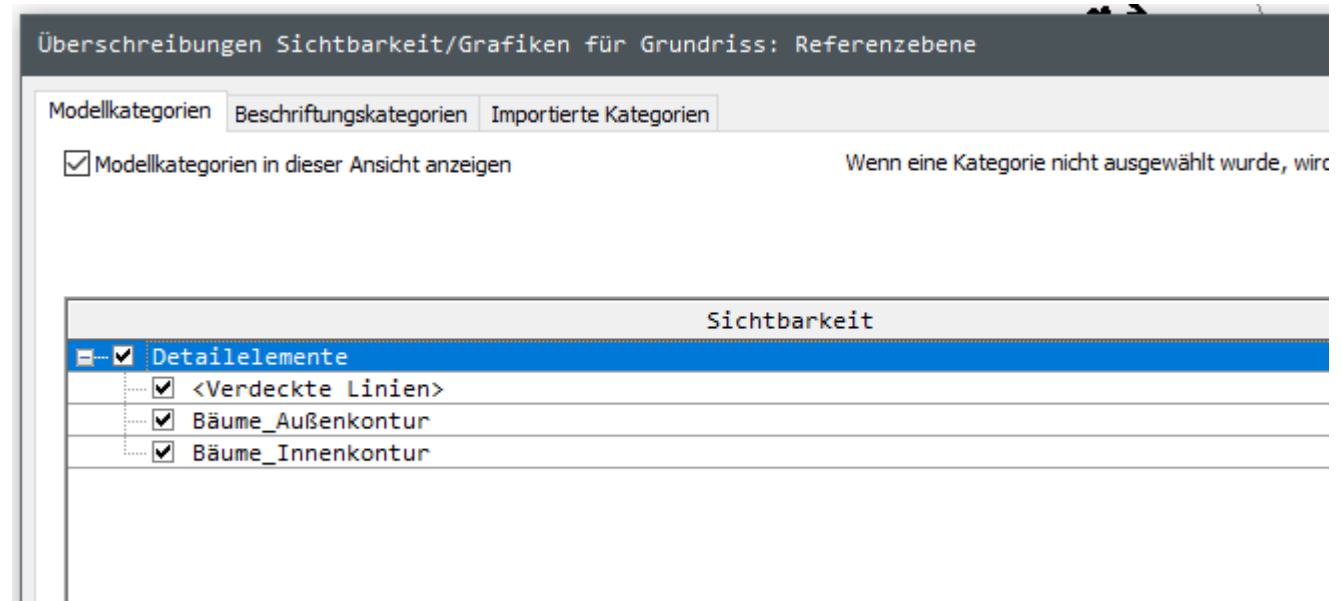 Überschreibungen Sichtbarkeit/Grafiken für Grundriss: Referenzebene
Modellkategorien Beschriftungskategorien Importierte Kategorien
Modellkategorien in dieser Ansicht anzeigen Wenn eine Kategorie nicht ausgewählt wurde, wird
Sichtbarkeit
Detailelemente
<Verdeckte Linien>
Bäume_Außenkontur
Bäume_Innenkontur